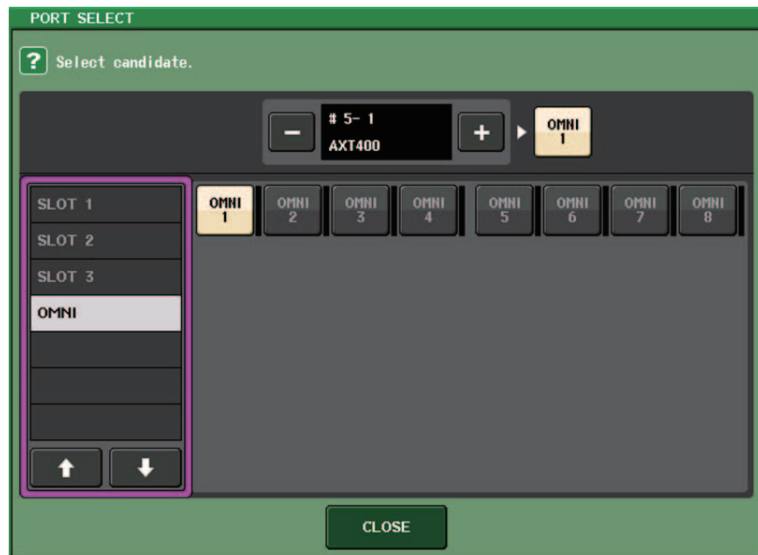 PORT SELECT
? Select candidate.
# 5- 1
AXT400
− +
OMNI
1
SLOT 1
SLOT 2
SLOT 3
OMNI
OMNI 1
OMNI 2
OMNI 3
OMNI 4
OMNI 5
OMNI 6
OMNI 7
OMNI 8
CLOSE